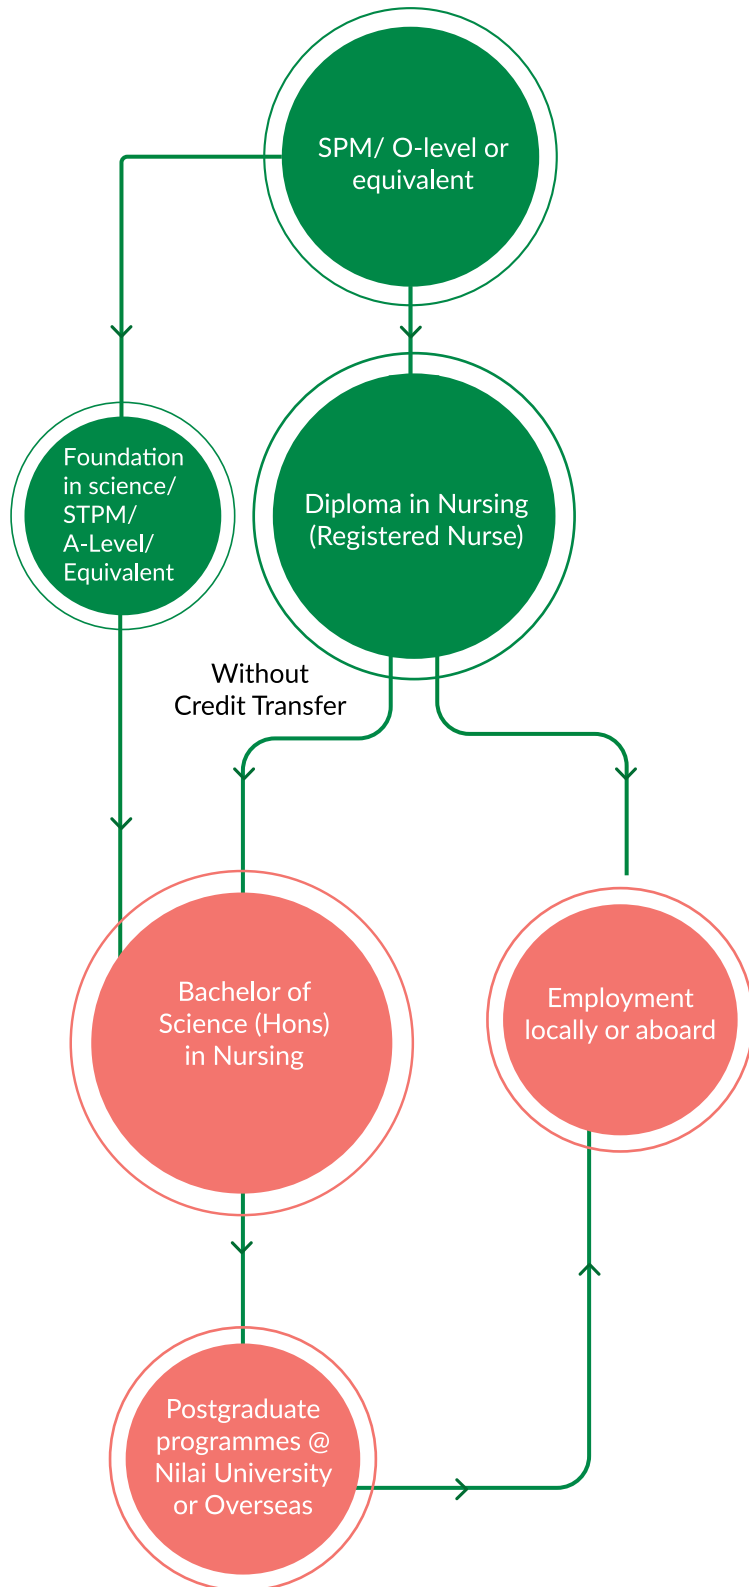 SPM/ O-level or
equivalent
Foundation
in science/
STPM/
A-Level/
Equivalent
Diploma in Nursing
(Registered Nurse)
Without
Credit Transfer
Bachelor of
Science (Hons)
in Nursing
Employment
locally or aboard
Postgraduate
programmes @
Nilai University
or Overseas